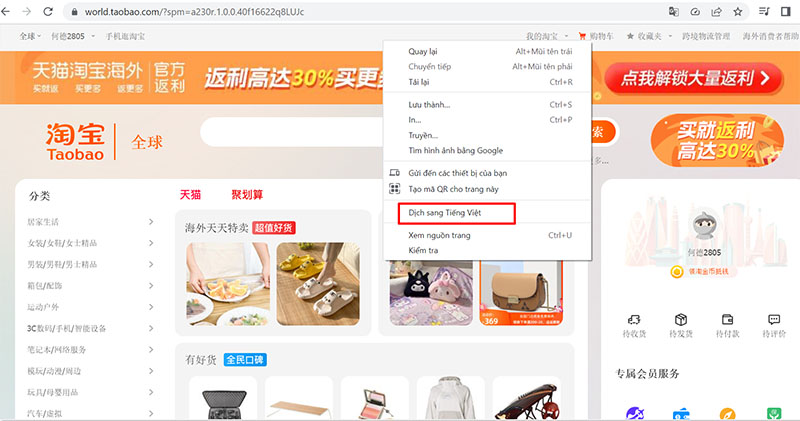 world.taobao.com/?spm=a230r.1.0.0.40f16622q8LUJc
全球
何德2805
手机逛淘宝
我的淘宝
购物车
收藏夹
跨境物流管理
海外消费者帮助
天猫淘宝海外
买就返 买更多 返更多
官方
返利
返利高达30%买更
点我解锁大量返利
淘宝
Taobao
全球
索
更多...
买就返利
高达30%
Quay lại Alt+Mũi tên trái
Chuyển tiếp Alt+Mũi tên phải
Tải lại Ctrl+R
Lưu thành... Ctrl+S
In... Ctrl+P
Truyền...
Tìm hình ảnh bằng Google
Gửi đến các thiết bị của bạn
Tạo mã QR cho trang này
Dịch sang Tiếng Việt
Xem nguồn trang Ctrl+U
Kiểm tra
分类
天猫
聚划算
居家生活
女装/女鞋/女士精品
男装/男鞋/男士精品
箱包/配饰
运动户外
3C数码/手机/智能设备
笔记本/网络服务
模玩/动漫/周边
玩具/母婴用品
汽车/虚拟
海外天天特卖
超值好货
369
有好货
全民口碑
何德2805
领淘金币抵钱
待收货
待发货
待付款
待评价
专属会员服务